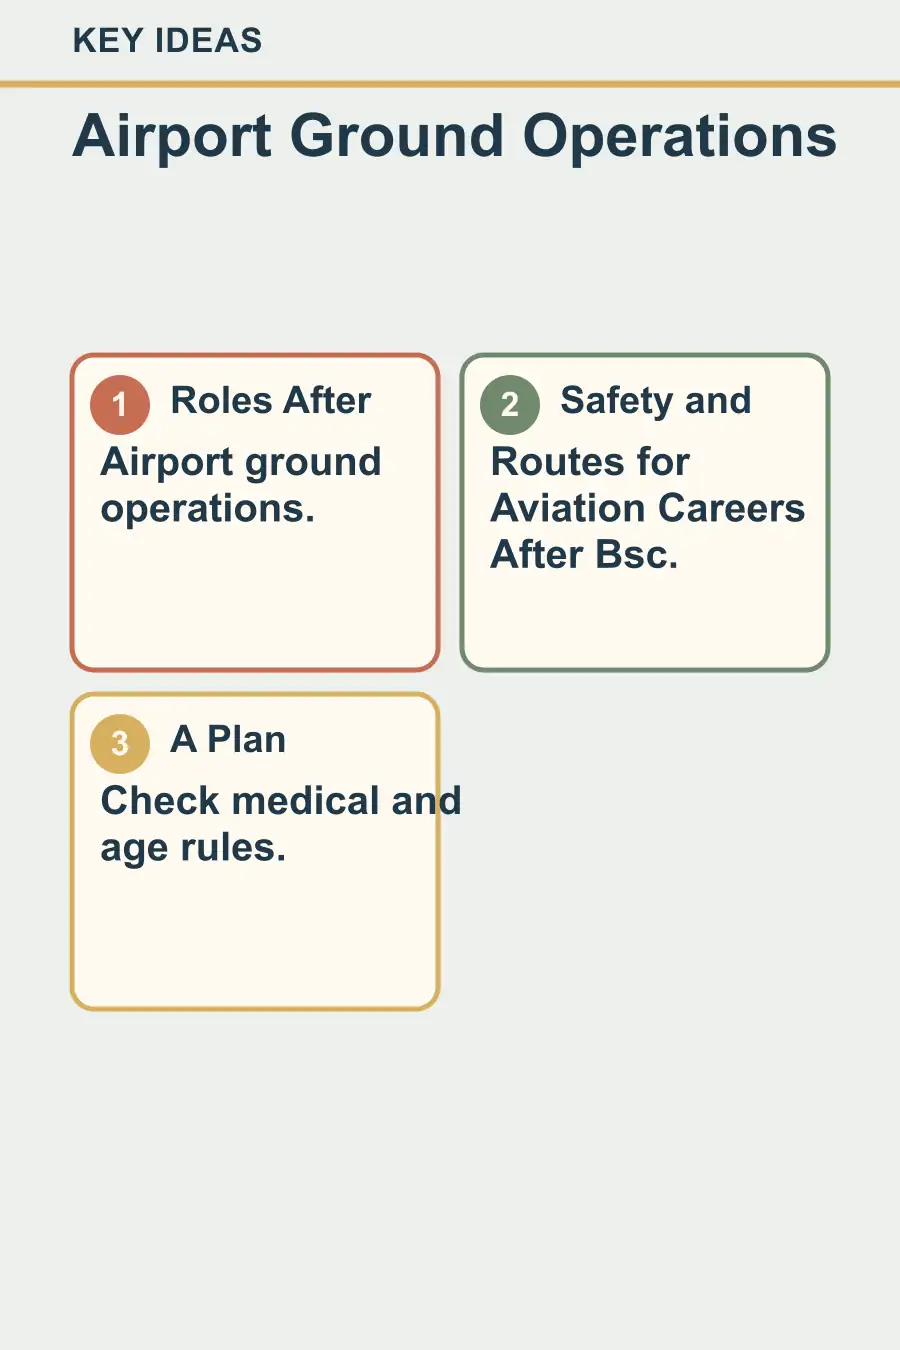 KEY IDEAS
Airport Ground Operations
1 Roles After
Airport ground
operations.
2 Safety and
Routes for
Aviation Careers
After Bsc.
3 A Plan
Check medical and
age rules.